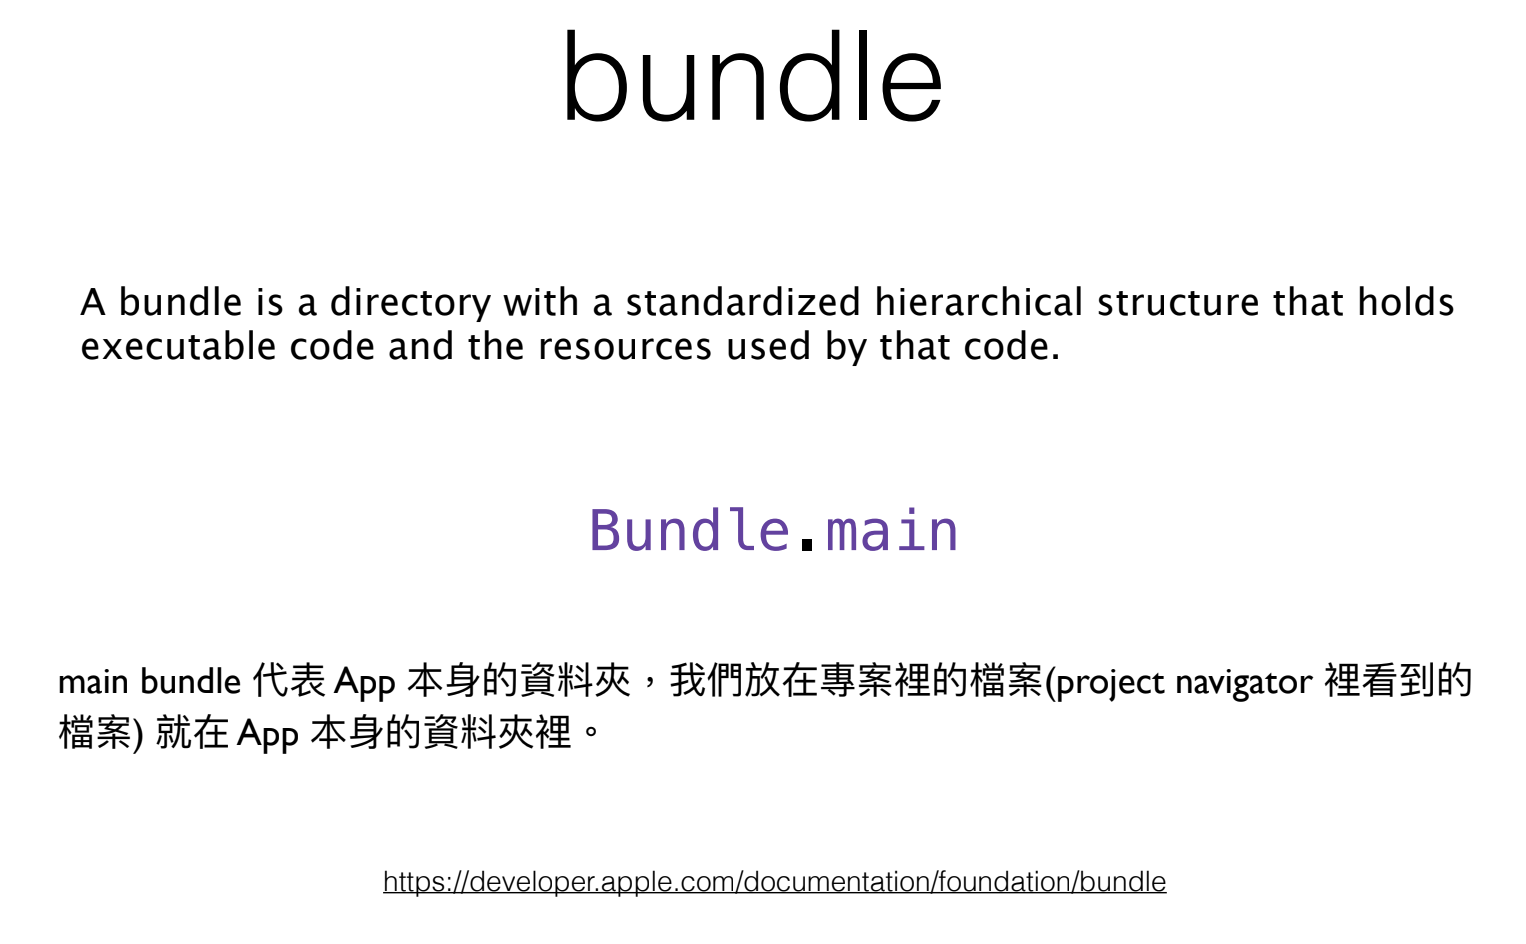 bundle
A bundle is a directory with a standardized hierarchical structure that holds
executable code and the resources used by that code.
Bundle.main
main bundle 代表 App 本身的資料夾，我們放在專案裡的檔案(project navigator 裡看到的
檔案) 就在 App 本身的資料夾裡。
https://developer.apple.com/documentation/foundation/bundle